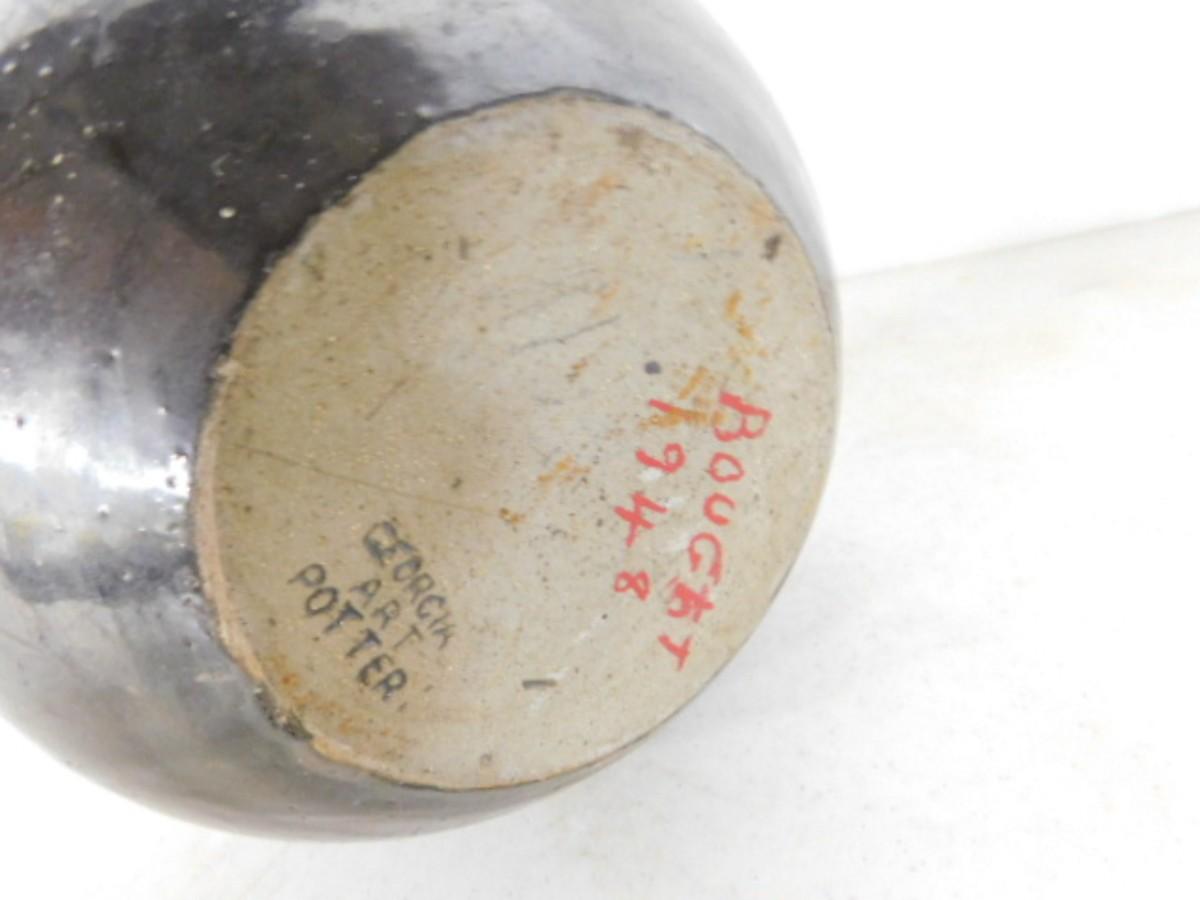 BOUGHT
1948
GEORGIA
ART
POTTER.